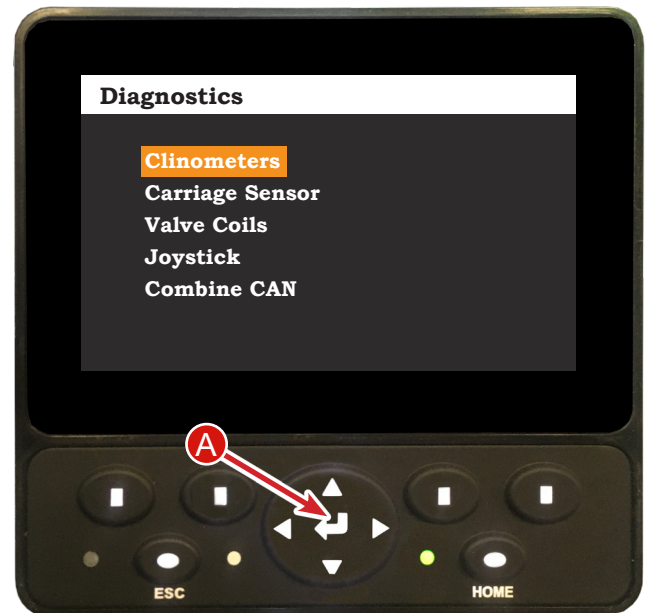 Diagnostics
Clinometers
Carriage Sensor
Valve Coils
Joystick
Combine CAN
A
ESC
HOME